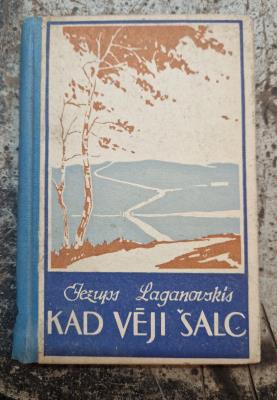 Jezups Laganovskis
KAD VĒJI ŠALC